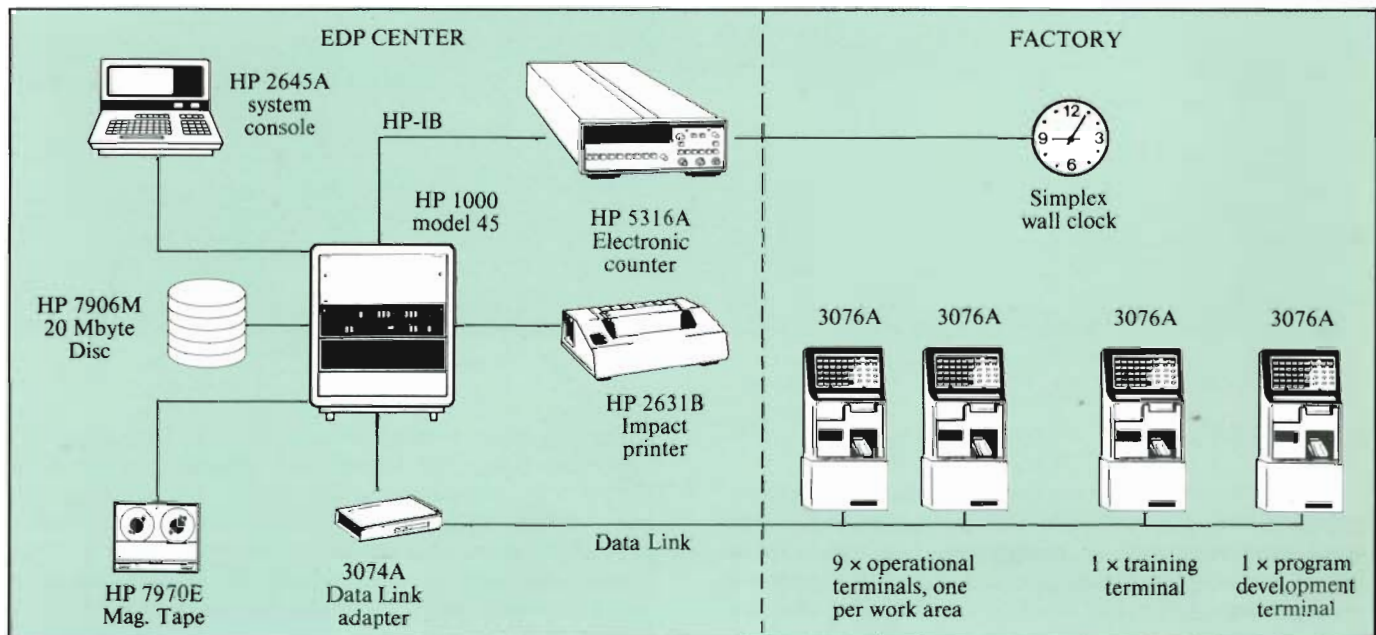 EDP CENTER
FACTORY
HP 2645A
system
console
HP-IB
HP 1000
model 45
HP 5316A
Electronic
counter
12
9
3
6
Simplex
wall clock
HP 7906M
20 Mbyte
Disc
HP 2631B
Impact
printer
3076A
3076A
3076A
3076A
HP 7970E
Mag. Tape
3074A
Data Link
adapter
Data Link
9 × operational
terminals, one
per work area
1 × training
terminal
1 × program
development
terminal